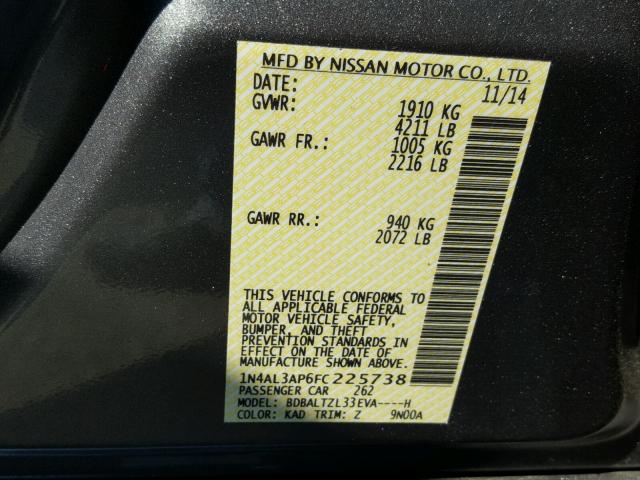 MFD BY NISSAN MOTOR CO., LTD.
DATE: 11/14
GVWR: 1910 KG
4211 LB
GAWR FR.: 1005 KG
2216 LB
GAWR RR.: 940 KG
2072 LB
THIS VEHICLE CONFORMS TO
ALL APPLICABLE FEDERAL
MOTOR VEHICLE SAFETY,
BUMPER, AND THEFT
PREVENTION STANDARDS IN
EFFECT ON THE DATE OF
MANUFACTURE SHOWN ABOVE.
1N4AL3AP6FC225738
PASSENGER CAR 262
MODEL: BDBALTZL33EVA----H
COLOR: KAD TRIM: Z 9N00A